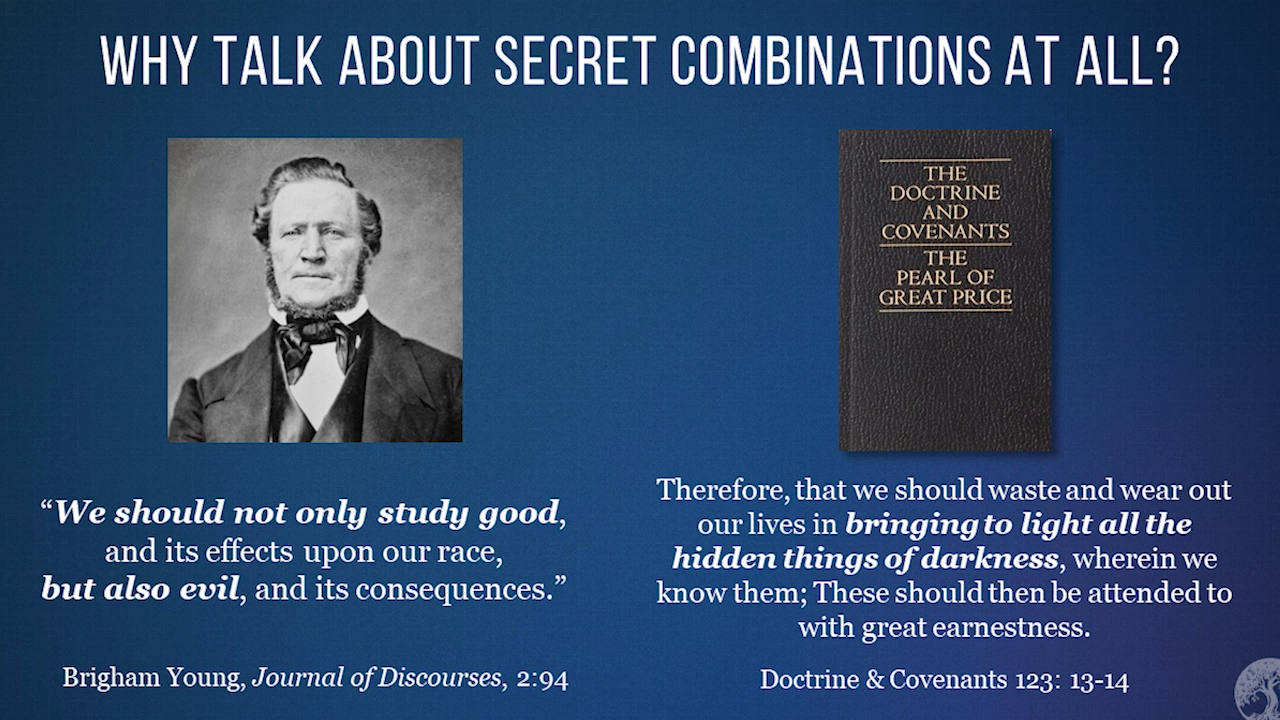 WHY TALK ABOUT SECRET COMBINATIONS AT ALL?
THE
DOCTRINE
AND
COVENANTS
THE
PEARL OF
GREAT PRICE
“We should not only study good,
and its effects upon our race,
but also evil, and its consequences.”
Brigham Young, Journal of Discourses, 2:94
Therefore, that we should waste and wear out
our lives in bringing to light all the
hidden things of darkness, wherein we
know them; These should then be attended to
with great earnestness.
Doctrine & Covenants 123: 13-14